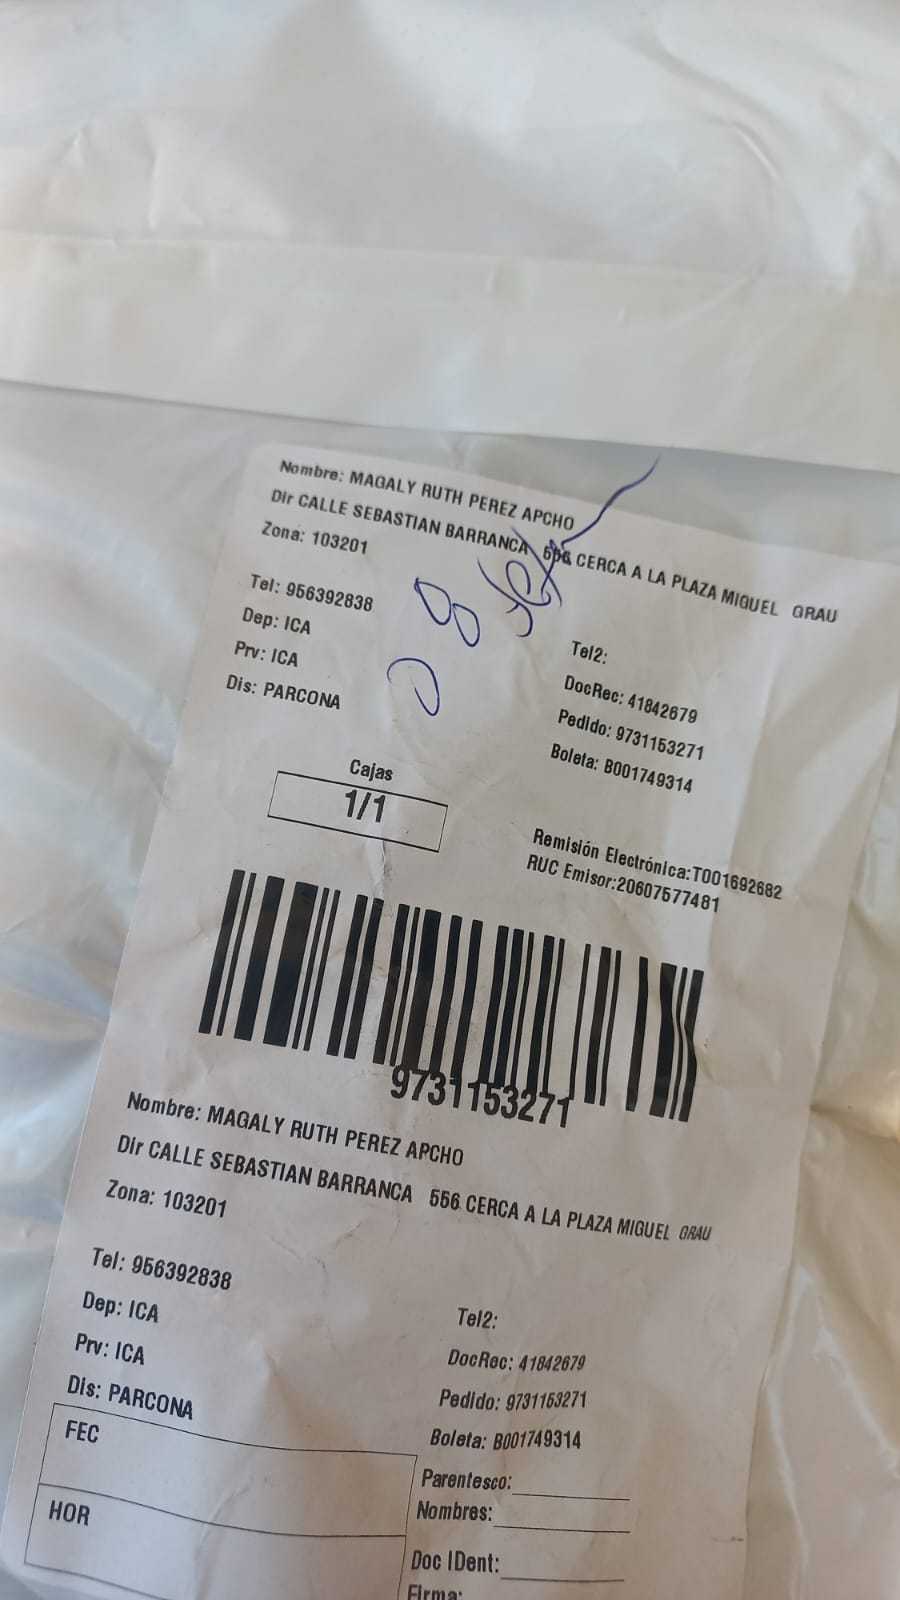 Nombre: MAGALY RUTH PEREZ APCHO
Dir CALLE SEBASTIAN BARRANCA 556 CERCA A LA PLAZA MIGUEL GRAU
Zona: 103201
Tel: 956392838
Dep: ICA
Prv: ICA
Dis: PARCONA
08
Tel2:
DocRec: 41842679
Pedido: 9731153271
Boleta: B001749314
Cajas
1/1
Remisión Electrónica:T001692682
RUC Emisor:20607577481
9731153271
Nombre: MAGALY RUTH PEREZ APCHO
Dir CALLE SEBASTIAN BARRANCA 556 CERCA A LA PLAZA MIGUEL GRAU
Zona: 103201
Tel: 956392838
Dep: ICA
Prv: ICA
Dis: PARCONA
Tel2:
DocRec: 41842679
Pedido: 9731153271
Boleta: B001749314
FEC
HOR
Parentesco:
Nombres:
Doc IDent:
Firma: